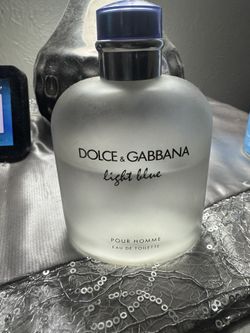 DOLCE & GABBANA
light blue
POUR HOMME
EAU DE TOILETTE